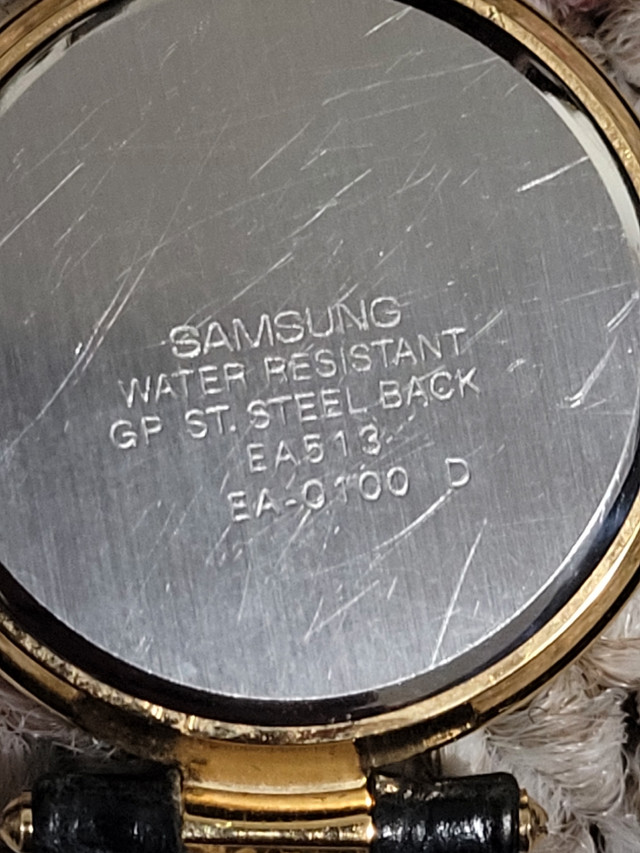 SAMSUNG
WATER RESISTANT
GP ST. STEEL BACK
EA513
EA-0100 D